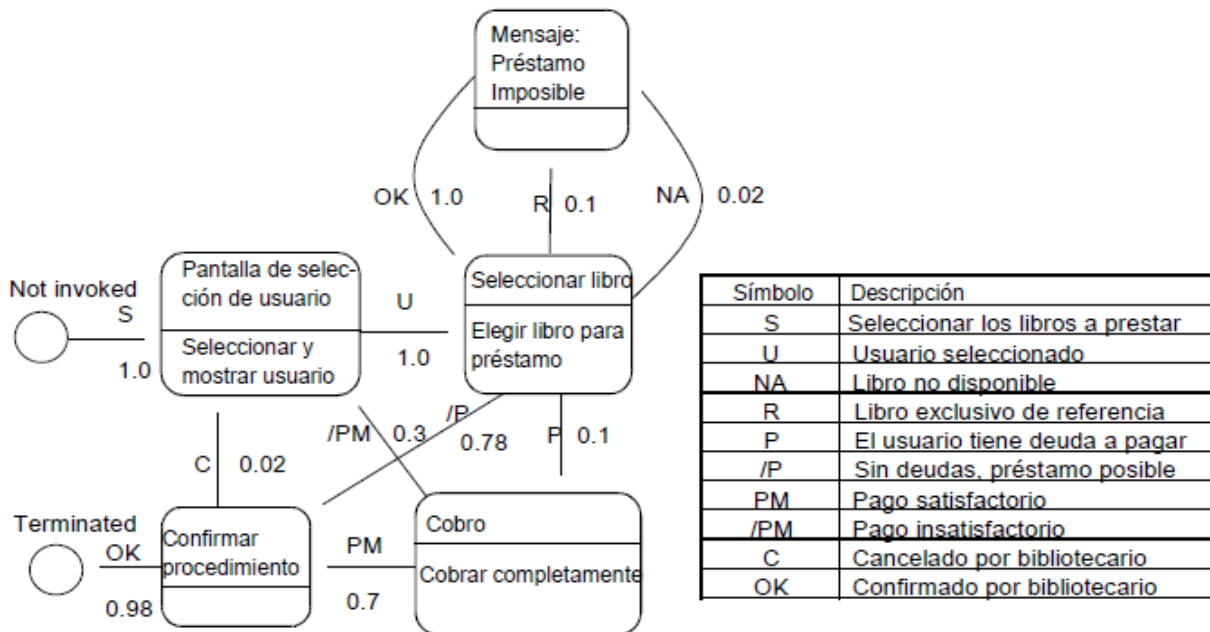 Mensaje:
Préstamo
Imposible
OK 1.0
R 0.1
NA 0.02
Not invoked
S
1.0
Pantalla de selec-
ción de usuario
Seleccionar y
mostrar usuario
U
1.0
Seleccionar libro
Elegir libro para
préstamo
/PM 0.3
/P
0.78
P 0.1
C 0.02
Terminated
OK
0.98
Confirmar
procedimiento
PM
0.7
Cobro
Cobrar completamente
Símbolo Descripción
S Seleccionar los libros a prestar
U Usuario seleccionado
NA Libro no disponible
R Libro exclusivo de referencia
P El usuario tiene deuda a pagar
/P Sin deudas, préstamo posible
PM Pago satisfactorio
/PM Pago insatisfactorio
C Cancelado por bibliotecario
OK Confirmado por bibliotecario